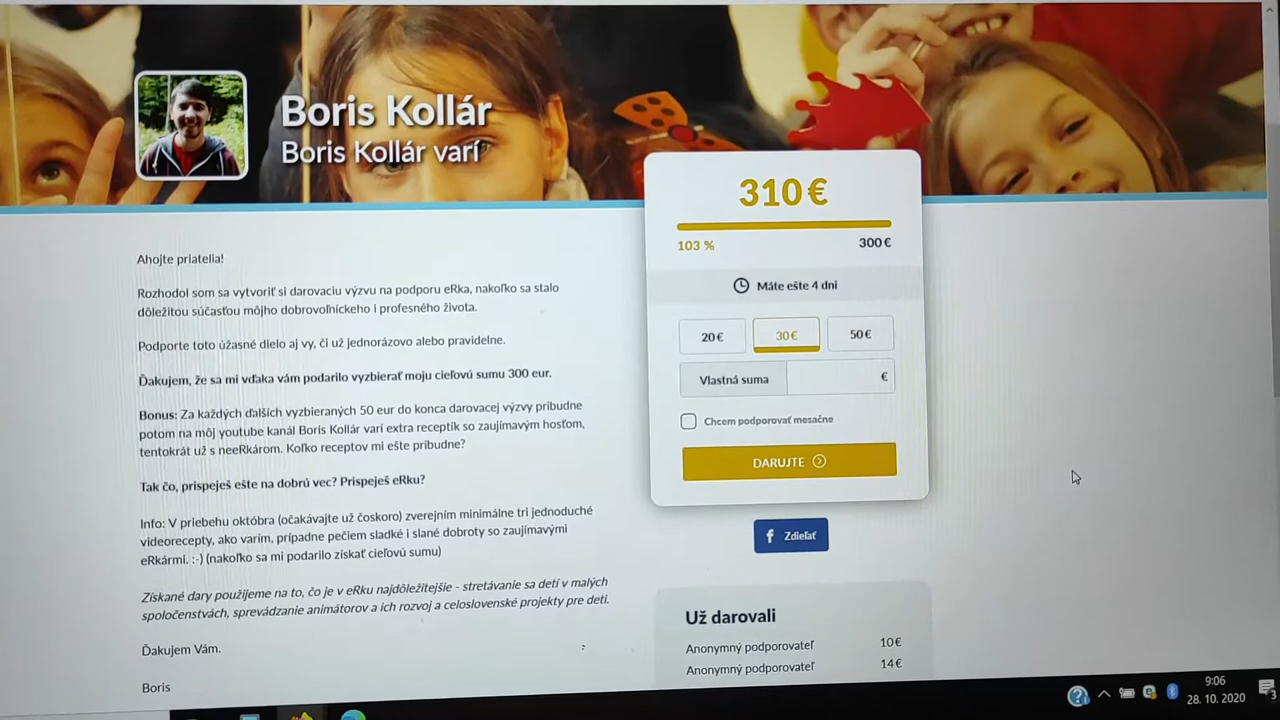 Boris Kollár
Boris Kollár varí
310 €
103 %
300 €
Máte ešte 4 dni
20 €
30 €
50 €
Vlastná suma
€
Chcem podporovať mesačne
DARUJTE
f Zdieľať
Už darovali
Anonymný podporovateľ 10 €
Anonymný podporovateľ 14 €
Ahojte priatelia!
Rozhodol som sa vytvoriť si darovaciu výzvu na podporu eRka, nakoľko sa stalo
dôležitou súčasťou môjho dobrovoľníckeho i profesného života.
Podporte toto úžasné dielo aj vy, či už jednorázovo alebo pravidelne.
Ďakujem, že sa mi vďaka vám podarilo vyzbierať moju cieľovú sumu 300 eur.
Bonus: Za každých ďalších vyzbieraných 50 eur do konca darovacej výzvy pribudne
potom na môj youtube kanál Boris Kollár varí extra receptík so zaujímavým hosťom,
tentokrát už s neeRkárom. Koľko receptov mi ešte pribudne?
Tak čo, prispeješ ešte na dobrú vec? Prispeješ eRku?
Info: V priebehu októbra (očakávajte už čoskoro) zverejním minimálne tri jednoduché
videorecepty, ako varím, prípadne pečiem sladké i slané dobroty so zaujímavými
eRkármi. :-) (nakoľko sa mi podarilo získať cieľovú sumu)
Získané dary použijeme na to, čo je v eRku najdôležitejšie - stretávanie sa detí v malých
spoločenstvách, sprevádzanie animátorov a ich rozvoj a celoslovenské projekty pre deti.
Ďakujem Vám.
Boris
9:06
28. 10. 2020
3